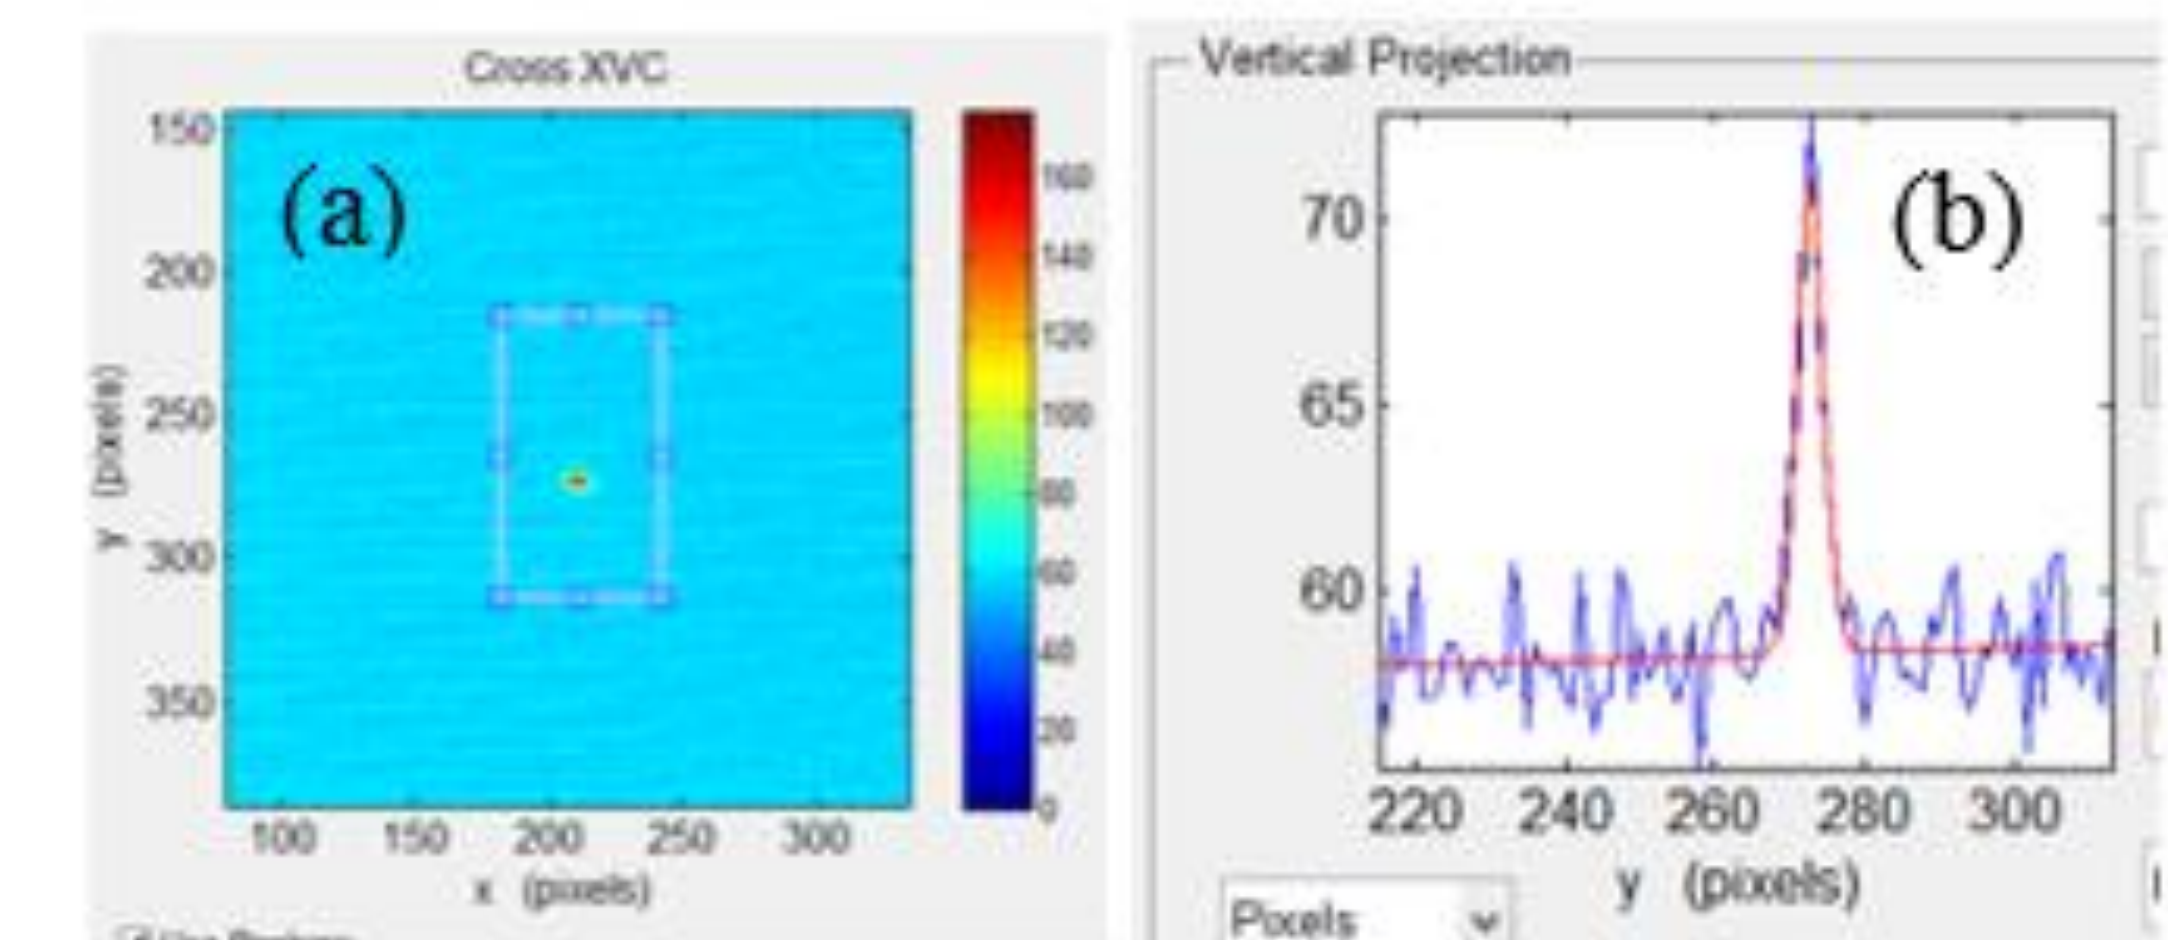 Cross XVC
(a)
150
200
250
300
350
y (pixels)
100 150 200 250 300
x (pixels)
160
140
120
100
80
60
40
20
0
Vertical Projection
(b)
70
65
60
220 240 260 280 300
y (pixels)
Pixels